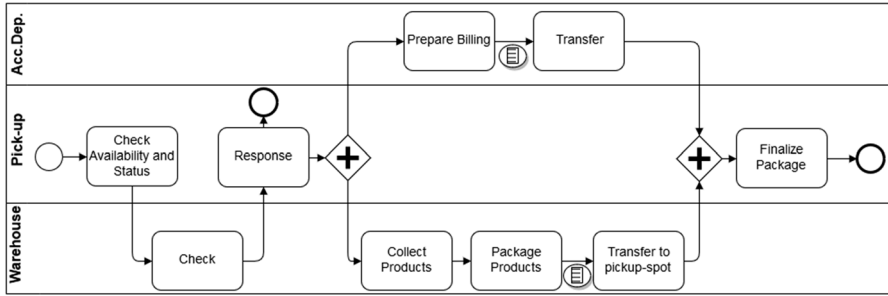 Acc.Dep.
Prepare Billing
Transfer
Pick-up
Check
Availability and
Status
Response
Finalize
Package
Warehouse
Check
Collect
Products
Package
Products
Transfer to
pickup-spot